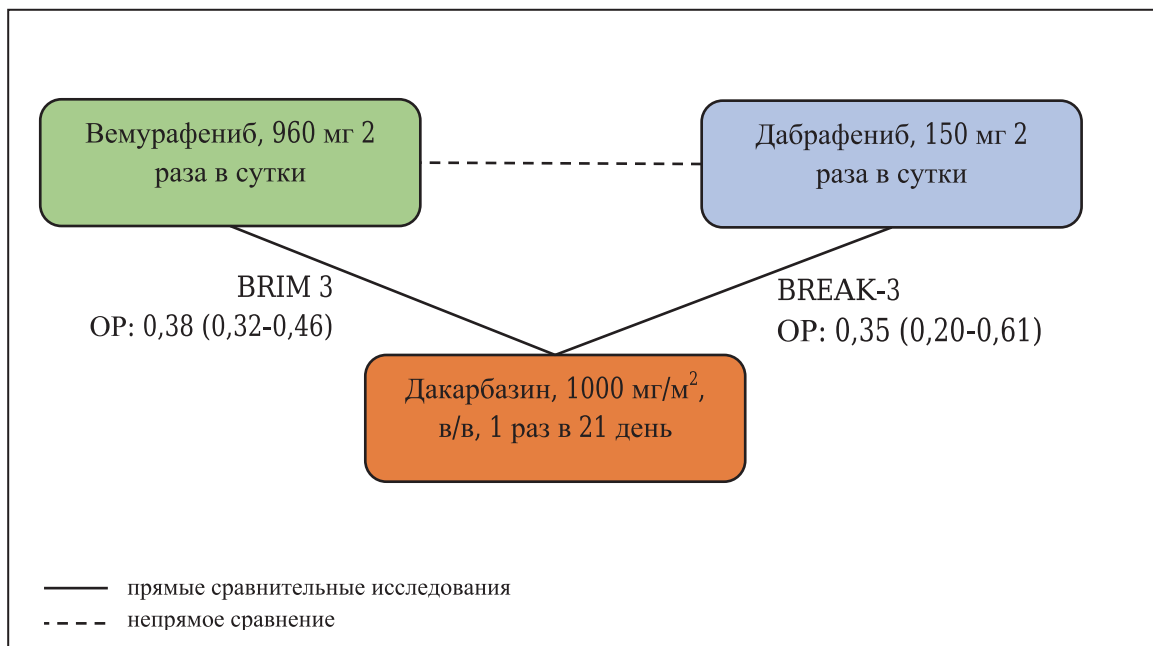 Вемурафениб, 960 мг 2
раза в сутки
Дабрафениб, 150 мг 2
раза в сутки
BRIM 3
ОР: 0,38 (0,32-0,46)
BREAK-3
ОР: 0,35 (0,20-0,61)
Дакарбазин, 1000 мг/м²,
в/в, 1 раз в 21 день
прямые сравнительные исследования
непрямое сравнение